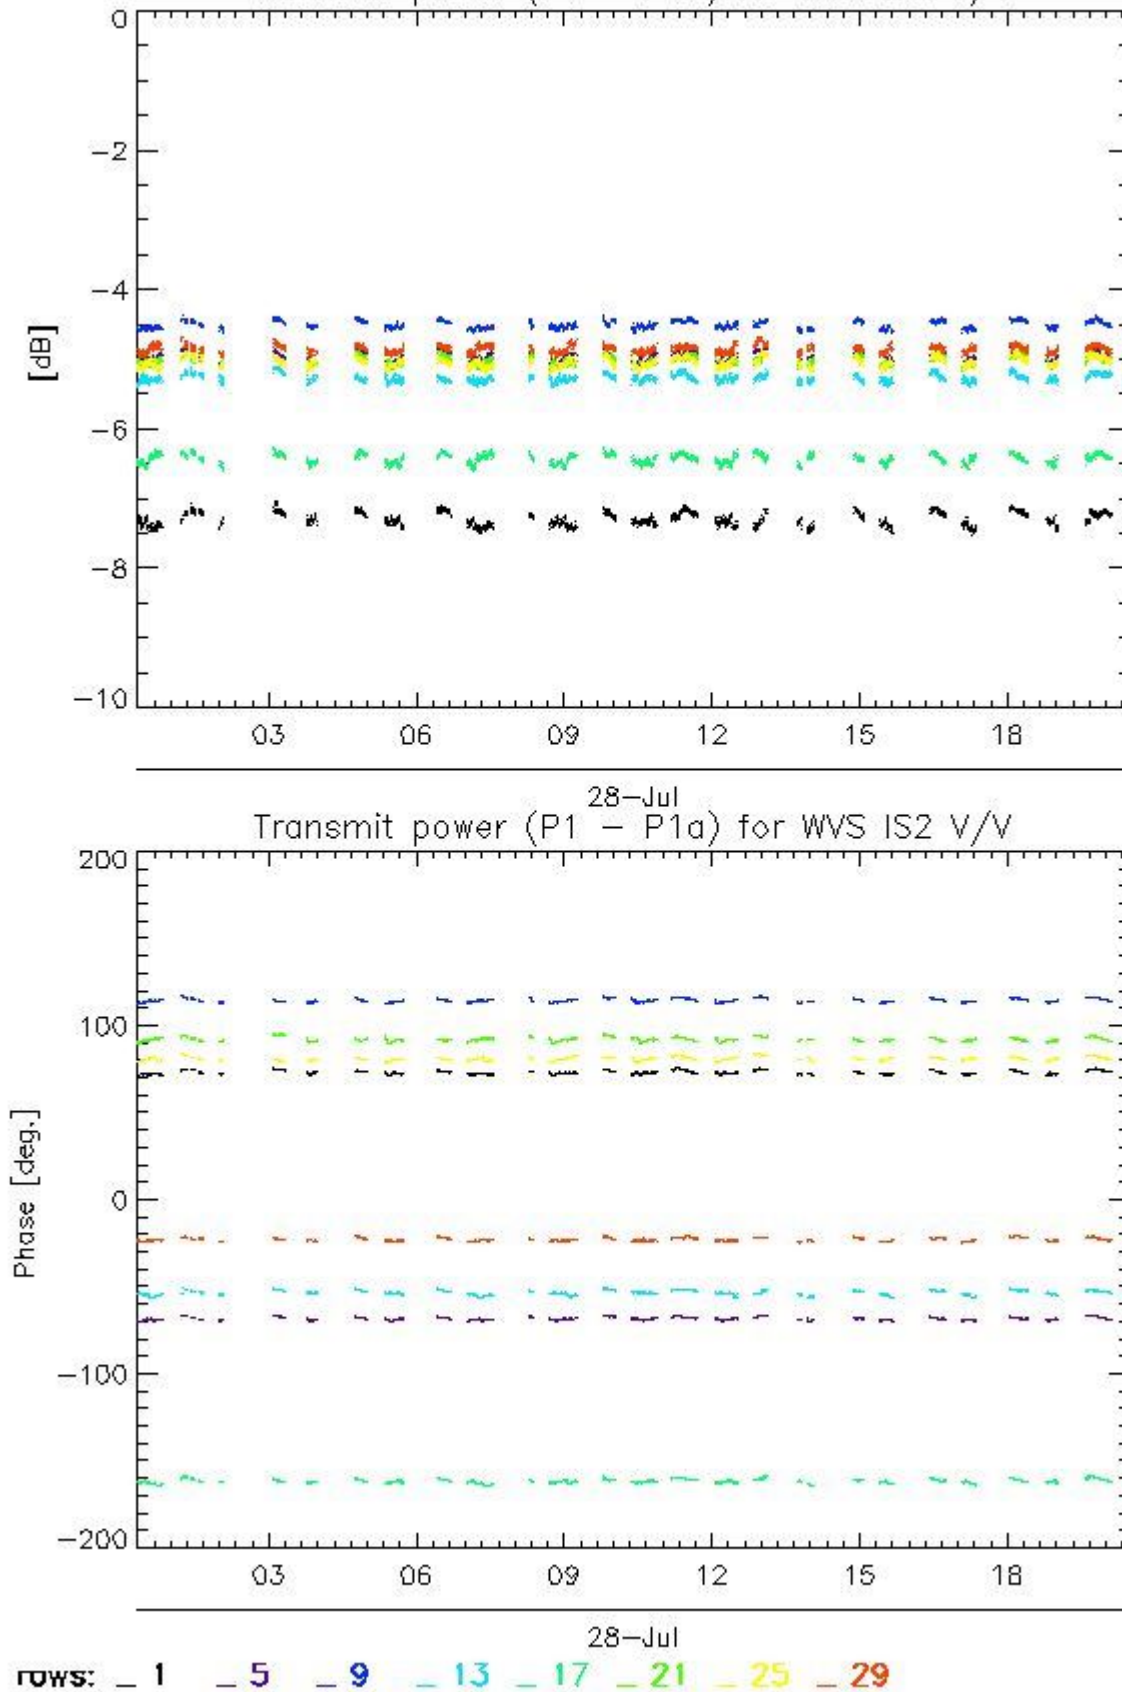 0
-2
-4
[dB]
-6
-8
-10
03 06 09 12 15 18
28-Jul
Transmit power (P1 - P1a) for WVS IS2 V/V
200
100
Phase [deg.]
0
-100
-200
03 06 09 12 15 18
28-Jul
rows: _ 1 _ 5 _ 9 _ 13 _ 17 _ 21 _ 25 _ 29